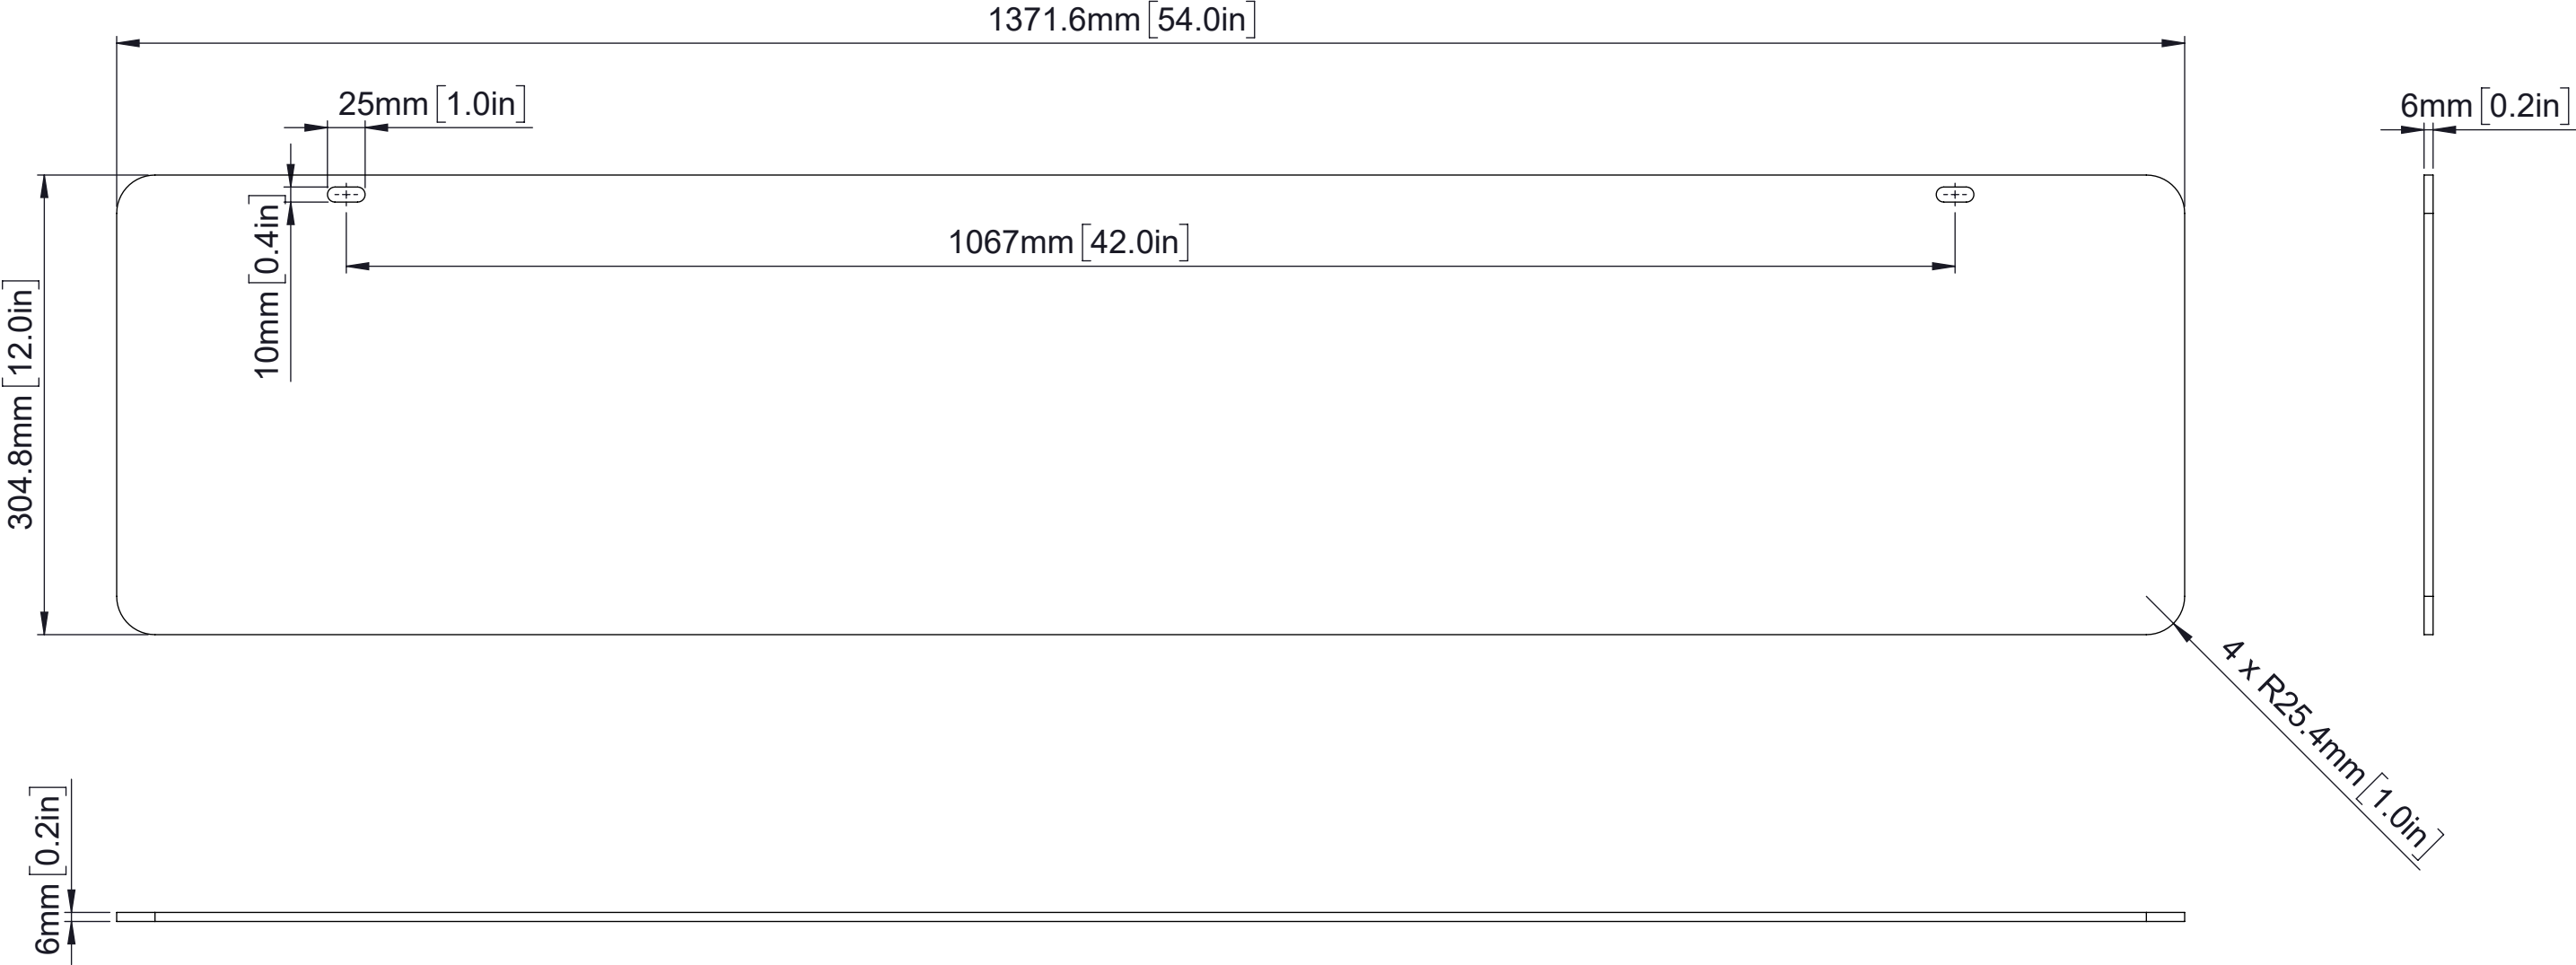 1371.6mm[54.0in]
25mm[1.0in]
6mm[0.2in]
10mm[0.4in]
1067mm[42.0in]
304.8mm[12.0in]
4 x R25.4mm[1.0in]
6mm[0.2in]